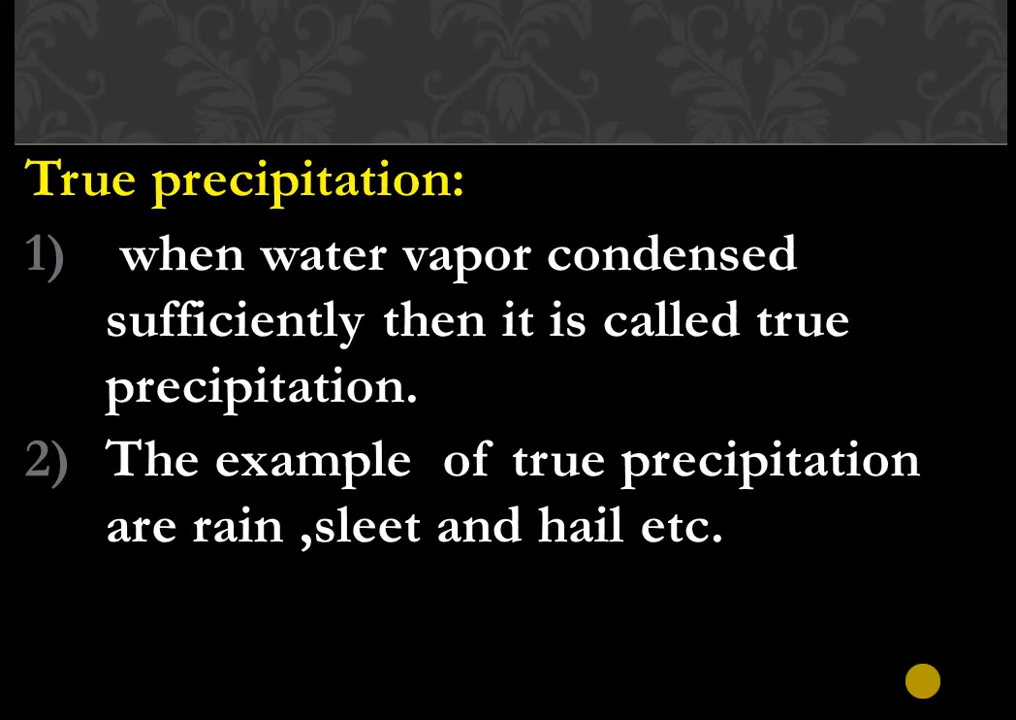 True precipitation:
1) when water vapor condensed
sufficiently then it is called true
precipitation.
2) The example of true precipitation
are rain ,sleet and hail etc.